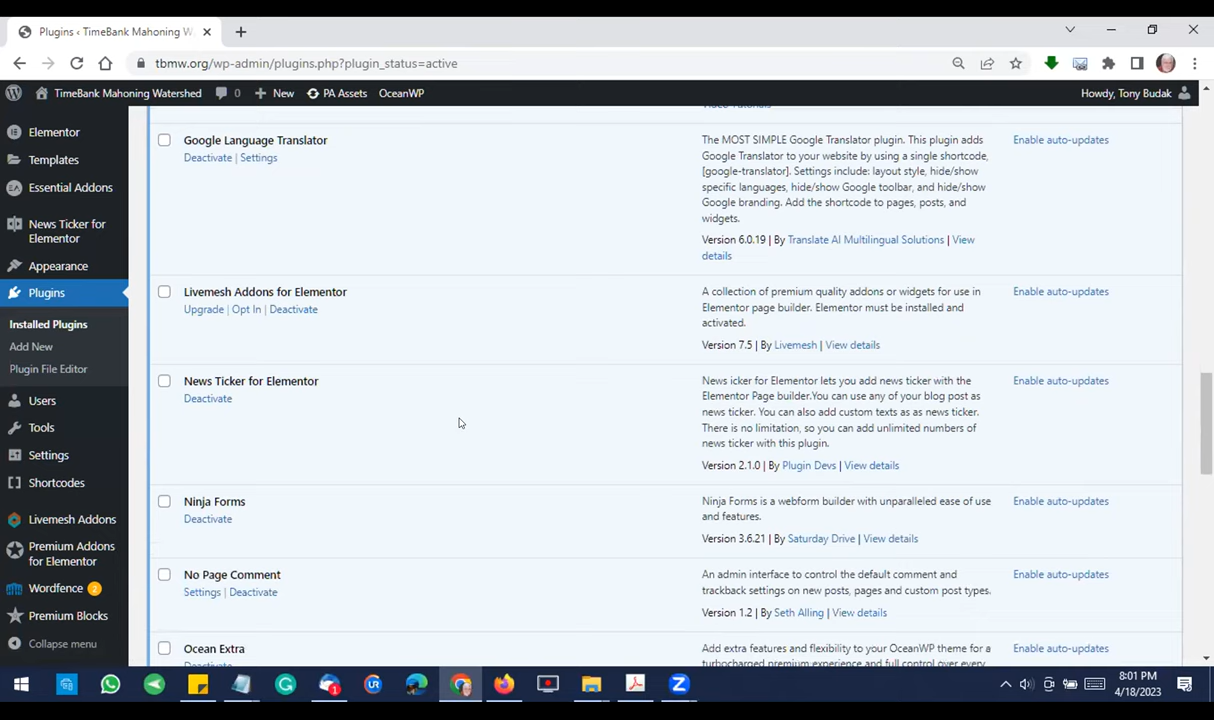 Plugins ‹ TimeBank Mahoning W
tbmw.org/wp-admin/plugins.php?plugin_status=active
TimeBank Mahoning Watershed 0 New PA Assets OceanWP Howdy, Tony Budak
Elementor
Templates
Essential Addons
News Ticker for
Elementor
Appearance
Plugins
Installed Plugins
Add New
Plugin File Editor
Users
Tools
Settings
Shortcodes
Livemesh Addons
Premium Addons
for Elementor
Wordfence 2
Premium Blocks
Collapse menu
Video Tutorials
Google Language Translator
Deactivate | Settings
The MOST SIMPLE Google Translator plugin. This plugin adds
Google Translator to your website by using a single shortcode,
[google-translator]. Settings include: layout style, hide/show
specific languages, hide/show Google toolbar, and hide/show
Google branding. Add the shortcode to pages, posts, and
widgets.
Version 6.0.19 | By Translate AI Multilingual Solutions | View
details
Enable auto-updates
Livemesh Addons for Elementor
Upgrade | Opt In | Deactivate
A collection of premium quality addons or widgets for use in
Elementor page builder. Elementor must be installed and
activated.
Version 7.5 | By Livemesh | View details
Enable auto-updates
News Ticker for Elementor
Deactivate
News icker for Elementor lets you add news ticker with the
Elementor Page builder.You can use any of your blog post as
news ticker. You can also add custom texts as as news ticker.
There is no limitation, so you can add unlimited numbers of
news ticker with this plugin.
Version 2.1.0 | By Plugin Devs | View details
Enable auto-updates
Ninja Forms
Deactivate
Ninja Forms is a webform builder with unparalleled ease of use
and features.
Version 3.6.21 | By Saturday Drive | View details
Enable auto-updates
No Page Comment
Settings | Deactivate
An admin interface to control the default comment and
trackback settings on new posts, pages and custom post types.
Version 1.2 | By Seth Alling | View details
Enable auto-updates
Ocean Extra
Deactivate
Add extra features and flexibility to your OceanWP theme for a
turbocharged premium experience and full control over every
Enable auto-updates
8:01 PM
4/18/2023